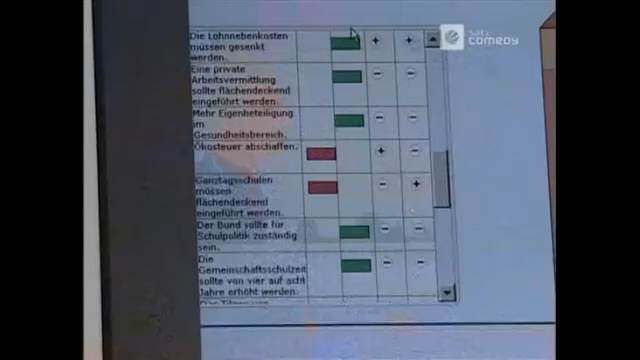 Die Lohnnebenkosten
müssen gesenkt
werden.
Eine private
Arbeitsvermittlung
sollte flächendeckend
eingeführt werden.
Mehr Eigenbeteiligung
im
Gesundheitsbereich.
Ökosteuer abschaffen.
Ganztagsschulen
müssen
flächendeckend
eingeführt werden.
Der Bund sollte für
Schulpolitik zuständig
sein.
Die
Gemeinschaftsschulzeit
sollte von vier auf acht
Jahre erhöht werden.
sat1
comedy